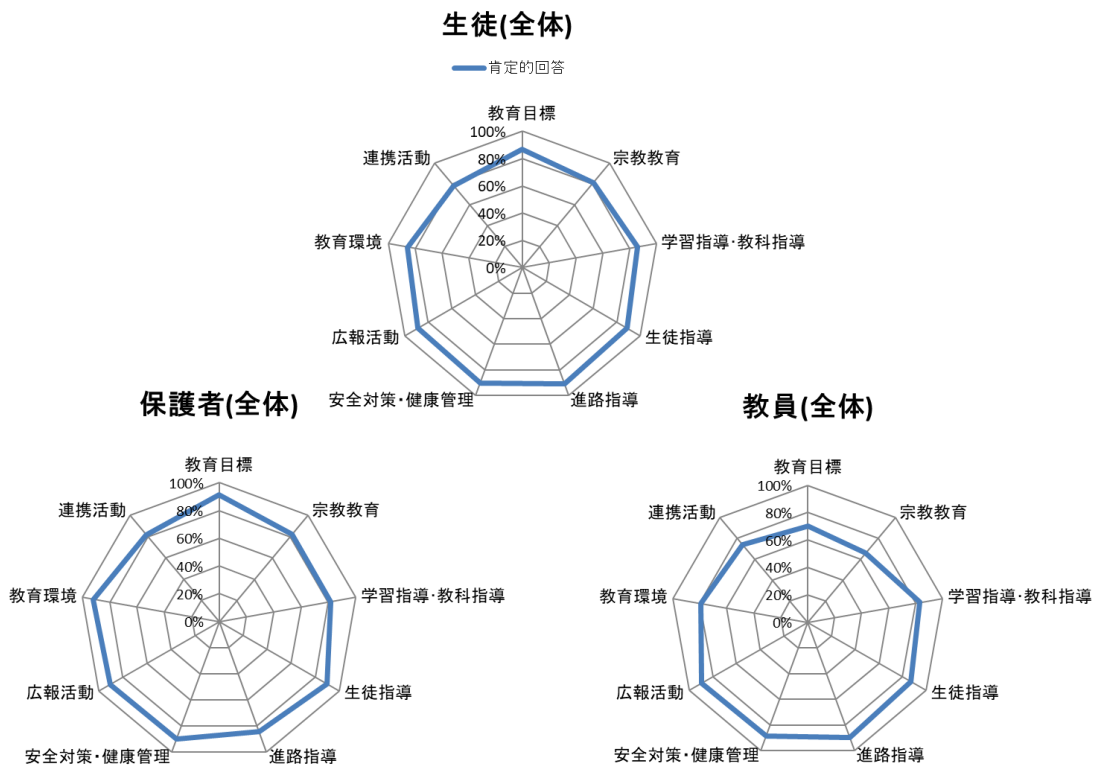 生徒(全体)
肯定的回答
教育目標
100%
80%
60%
40%
20%
0%
宗教教育
学習指導・教科指導
生徒指導
進路指導
安全対策・健康管理
広報活動
教育環境
連携活動
保護者(全体)
教育目標
100%
80%
60%
40%
20%
0%
宗教教育
学習指導・教科指導
生徒指導
進路指導
安全対策・健康管理
広報活動
教育環境
連携活動
教員(全体)
教育目標
100%
80%
60%
40%
20%
0%
宗教教育
学習指導・教科指導
生徒指導
進路指導
安全対策・健康管理
広報活動
教育環境
連携活動